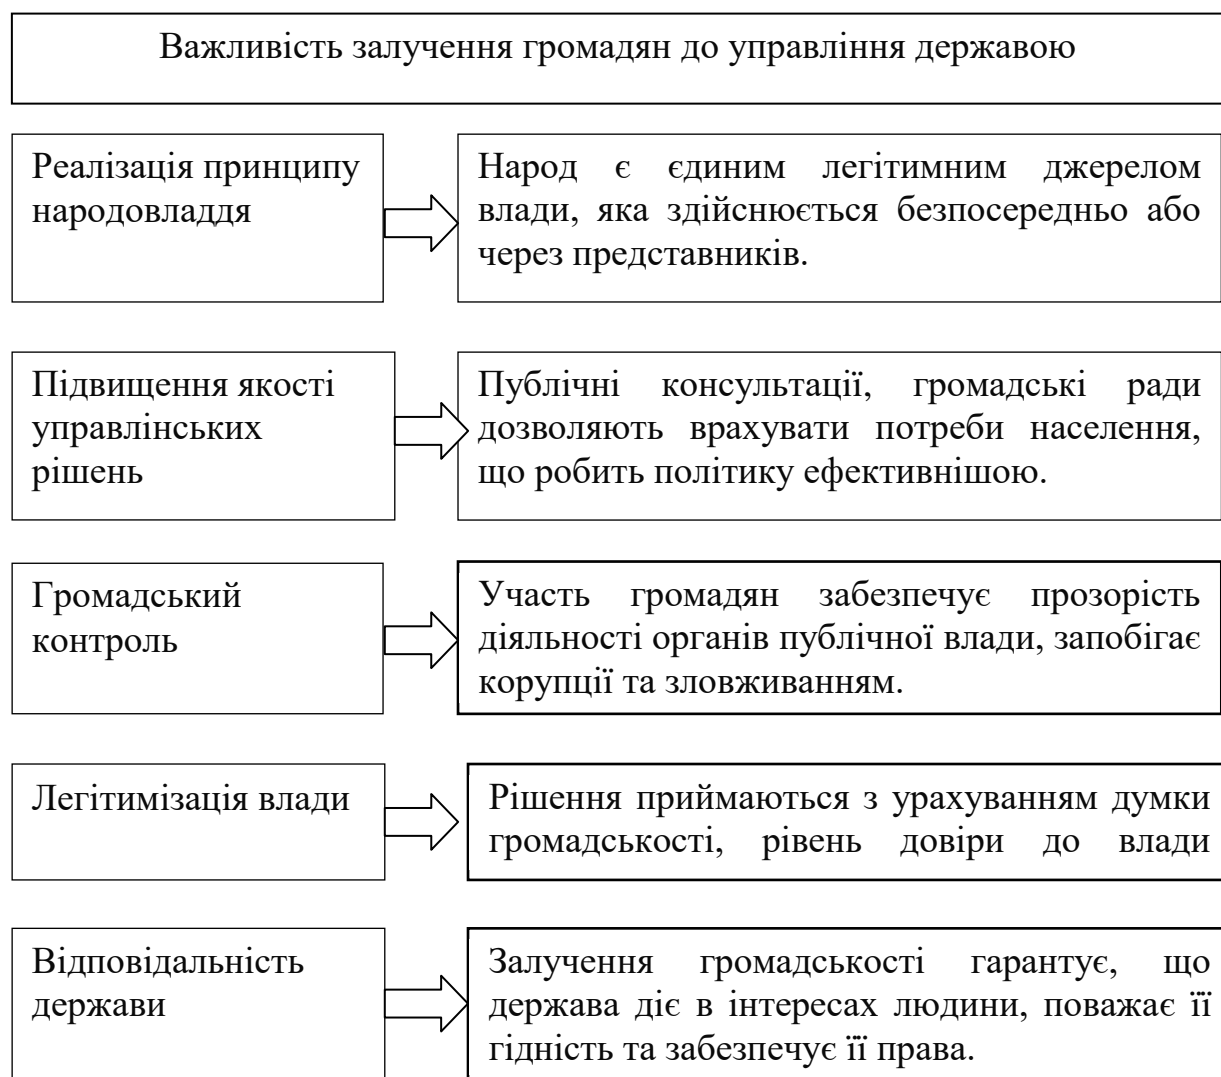 Важливість залучення громадян до управління державою
Реалізація принципу
народовладдя
Народ є єдиним легітимним джерелом
влади, яка здійснюється безпосередньо або
через представників.
Підвищення якості
управлінських
рішень
Публічні консультації, громадські ради
дозволяють врахувати потреби населення,
що робить політику ефективнішою.
Громадський
контроль
Участь громадян забезпечує прозорість
діяльності органів публічної влади, запобігає
корупції та зловживанням.
Легітимізація влади
Рішення приймаються з урахуванням думки
громадськості, рівень довіри до влади
Відповідальність
держави
Залучення громадськості гарантує, що
держава діє в інтересах людини, поважає її
гідність та забезпечує її права.